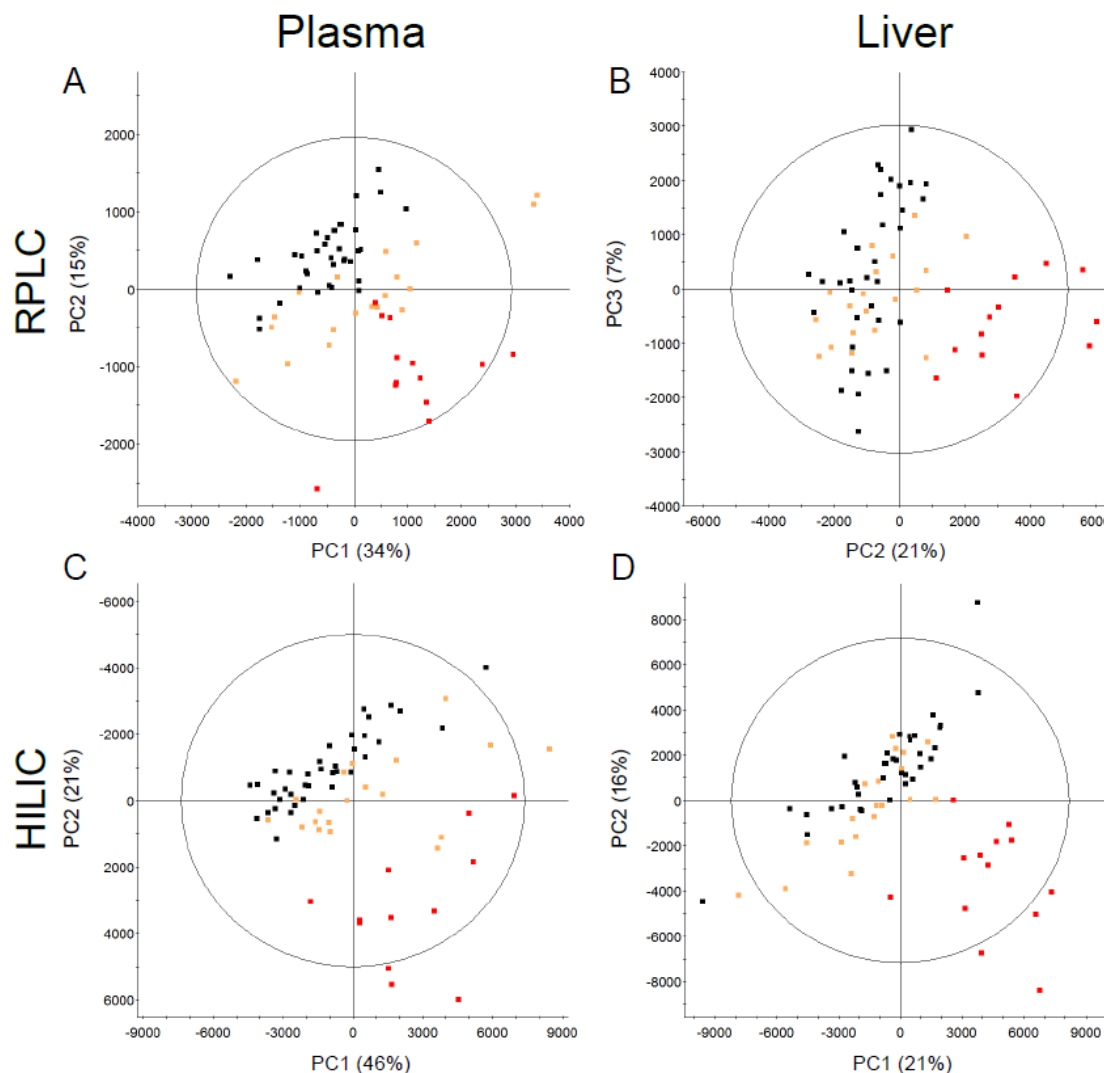 Plasma
Liver
RPLC
HILIC
A
2000
1000
0
-1000
-2000
PC2 (15%)
-4000 -3000 -2000 -1000 0 1000 2000 3000 4000
PC1 (34%)
B
4000
3000
2000
1000
0
-1000
-2000
-3000
-4000
PC3 (7%)
-6000 -4000 -2000 0 2000 4000 6000
PC2 (21%)
C
-6000
-4000
-2000
0
2000
4000
6000
PC2 (21%)
-9000 -6000 -3000 0 3000 6000 9000
PC1 (46%)
D
8000
6000
4000
2000
0
-2000
-4000
-6000
-8000
PC2 (16%)
-9000 -6000 -3000 0 3000 6000 9000
PC1 (21%)